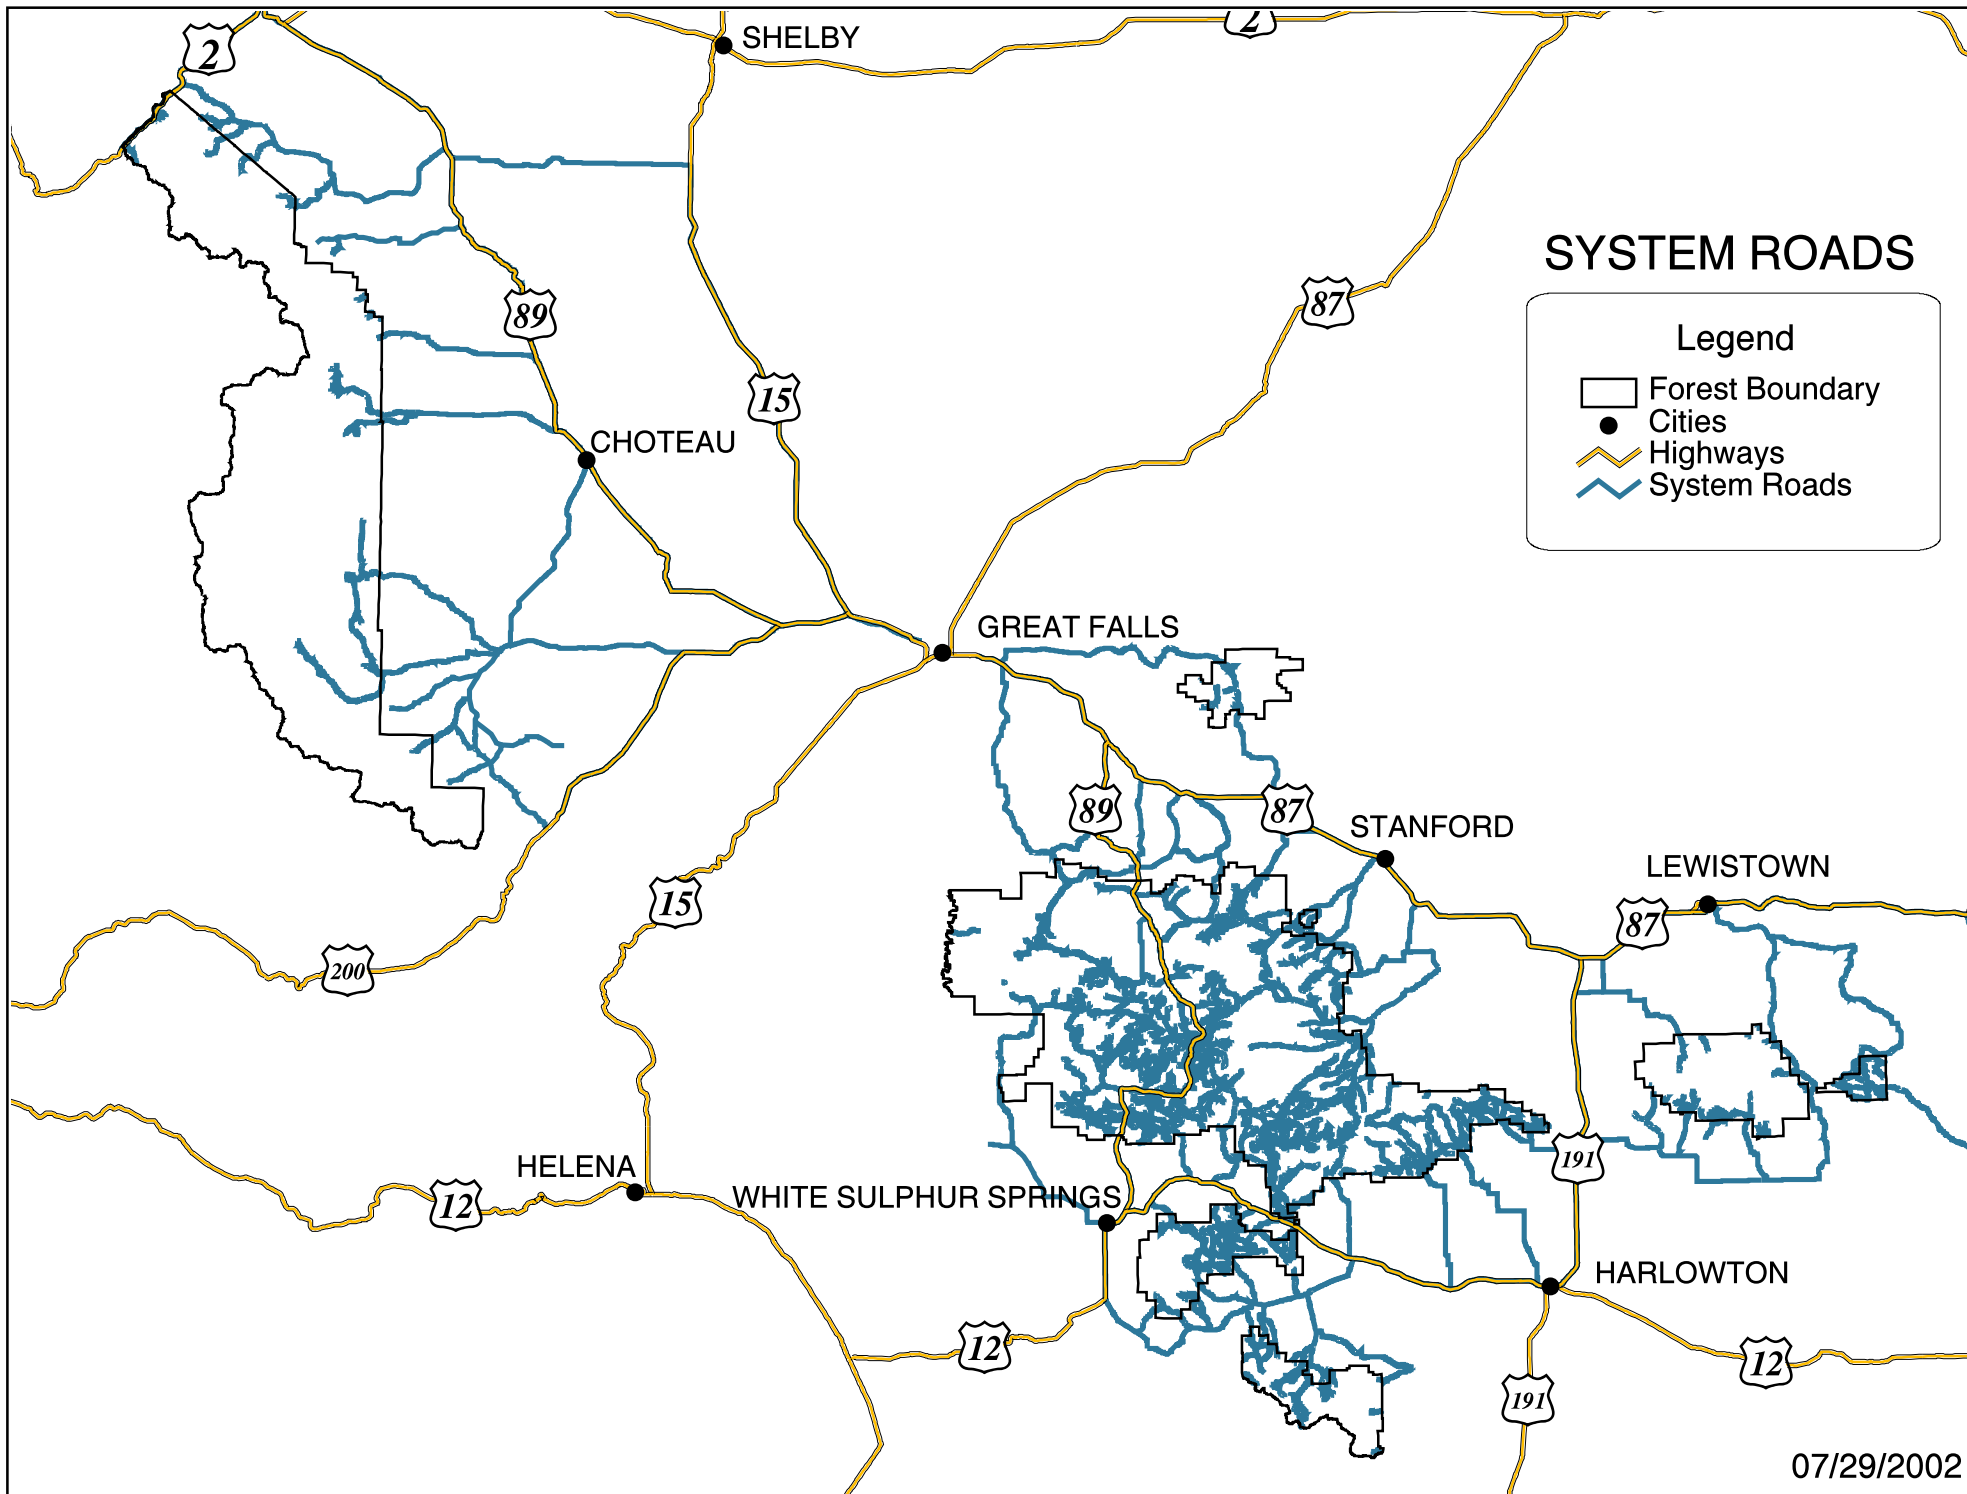 2
SHELBY
2
SYSTEM ROADS
87
89
Legend
Forest Boundary
15
Cities
CHOTEAU
Highways
System Roads
GREAT FALLS
89
87
STANFORD
LEWISTOWN
15
87
200
191
HELENA
12
WHITE SULPHUR SPRINGS
HARLOWTON
12
12
191
07/29/2002